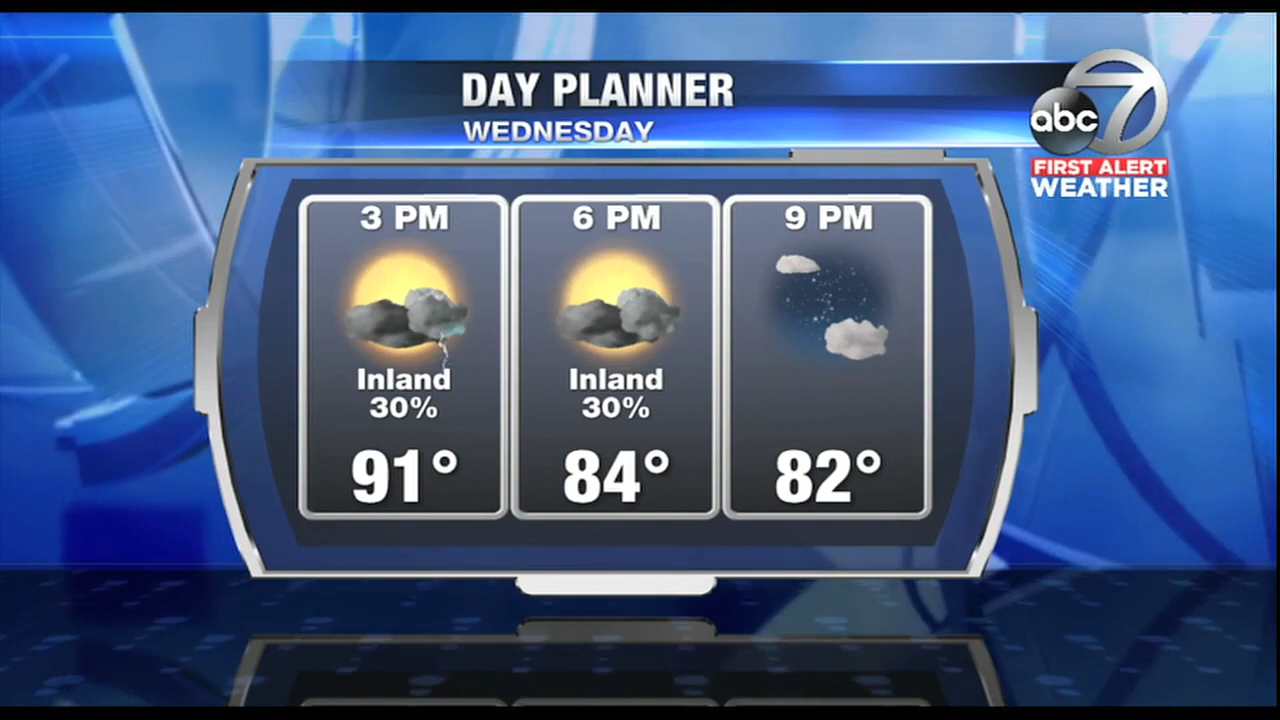 DAY PLANNER
WEDNESDAY
abc 7
FIRST ALERT
WEATHER
3 PM
Inland
30%
91°
6 PM
Inland
30%
84°
9 PM
82°